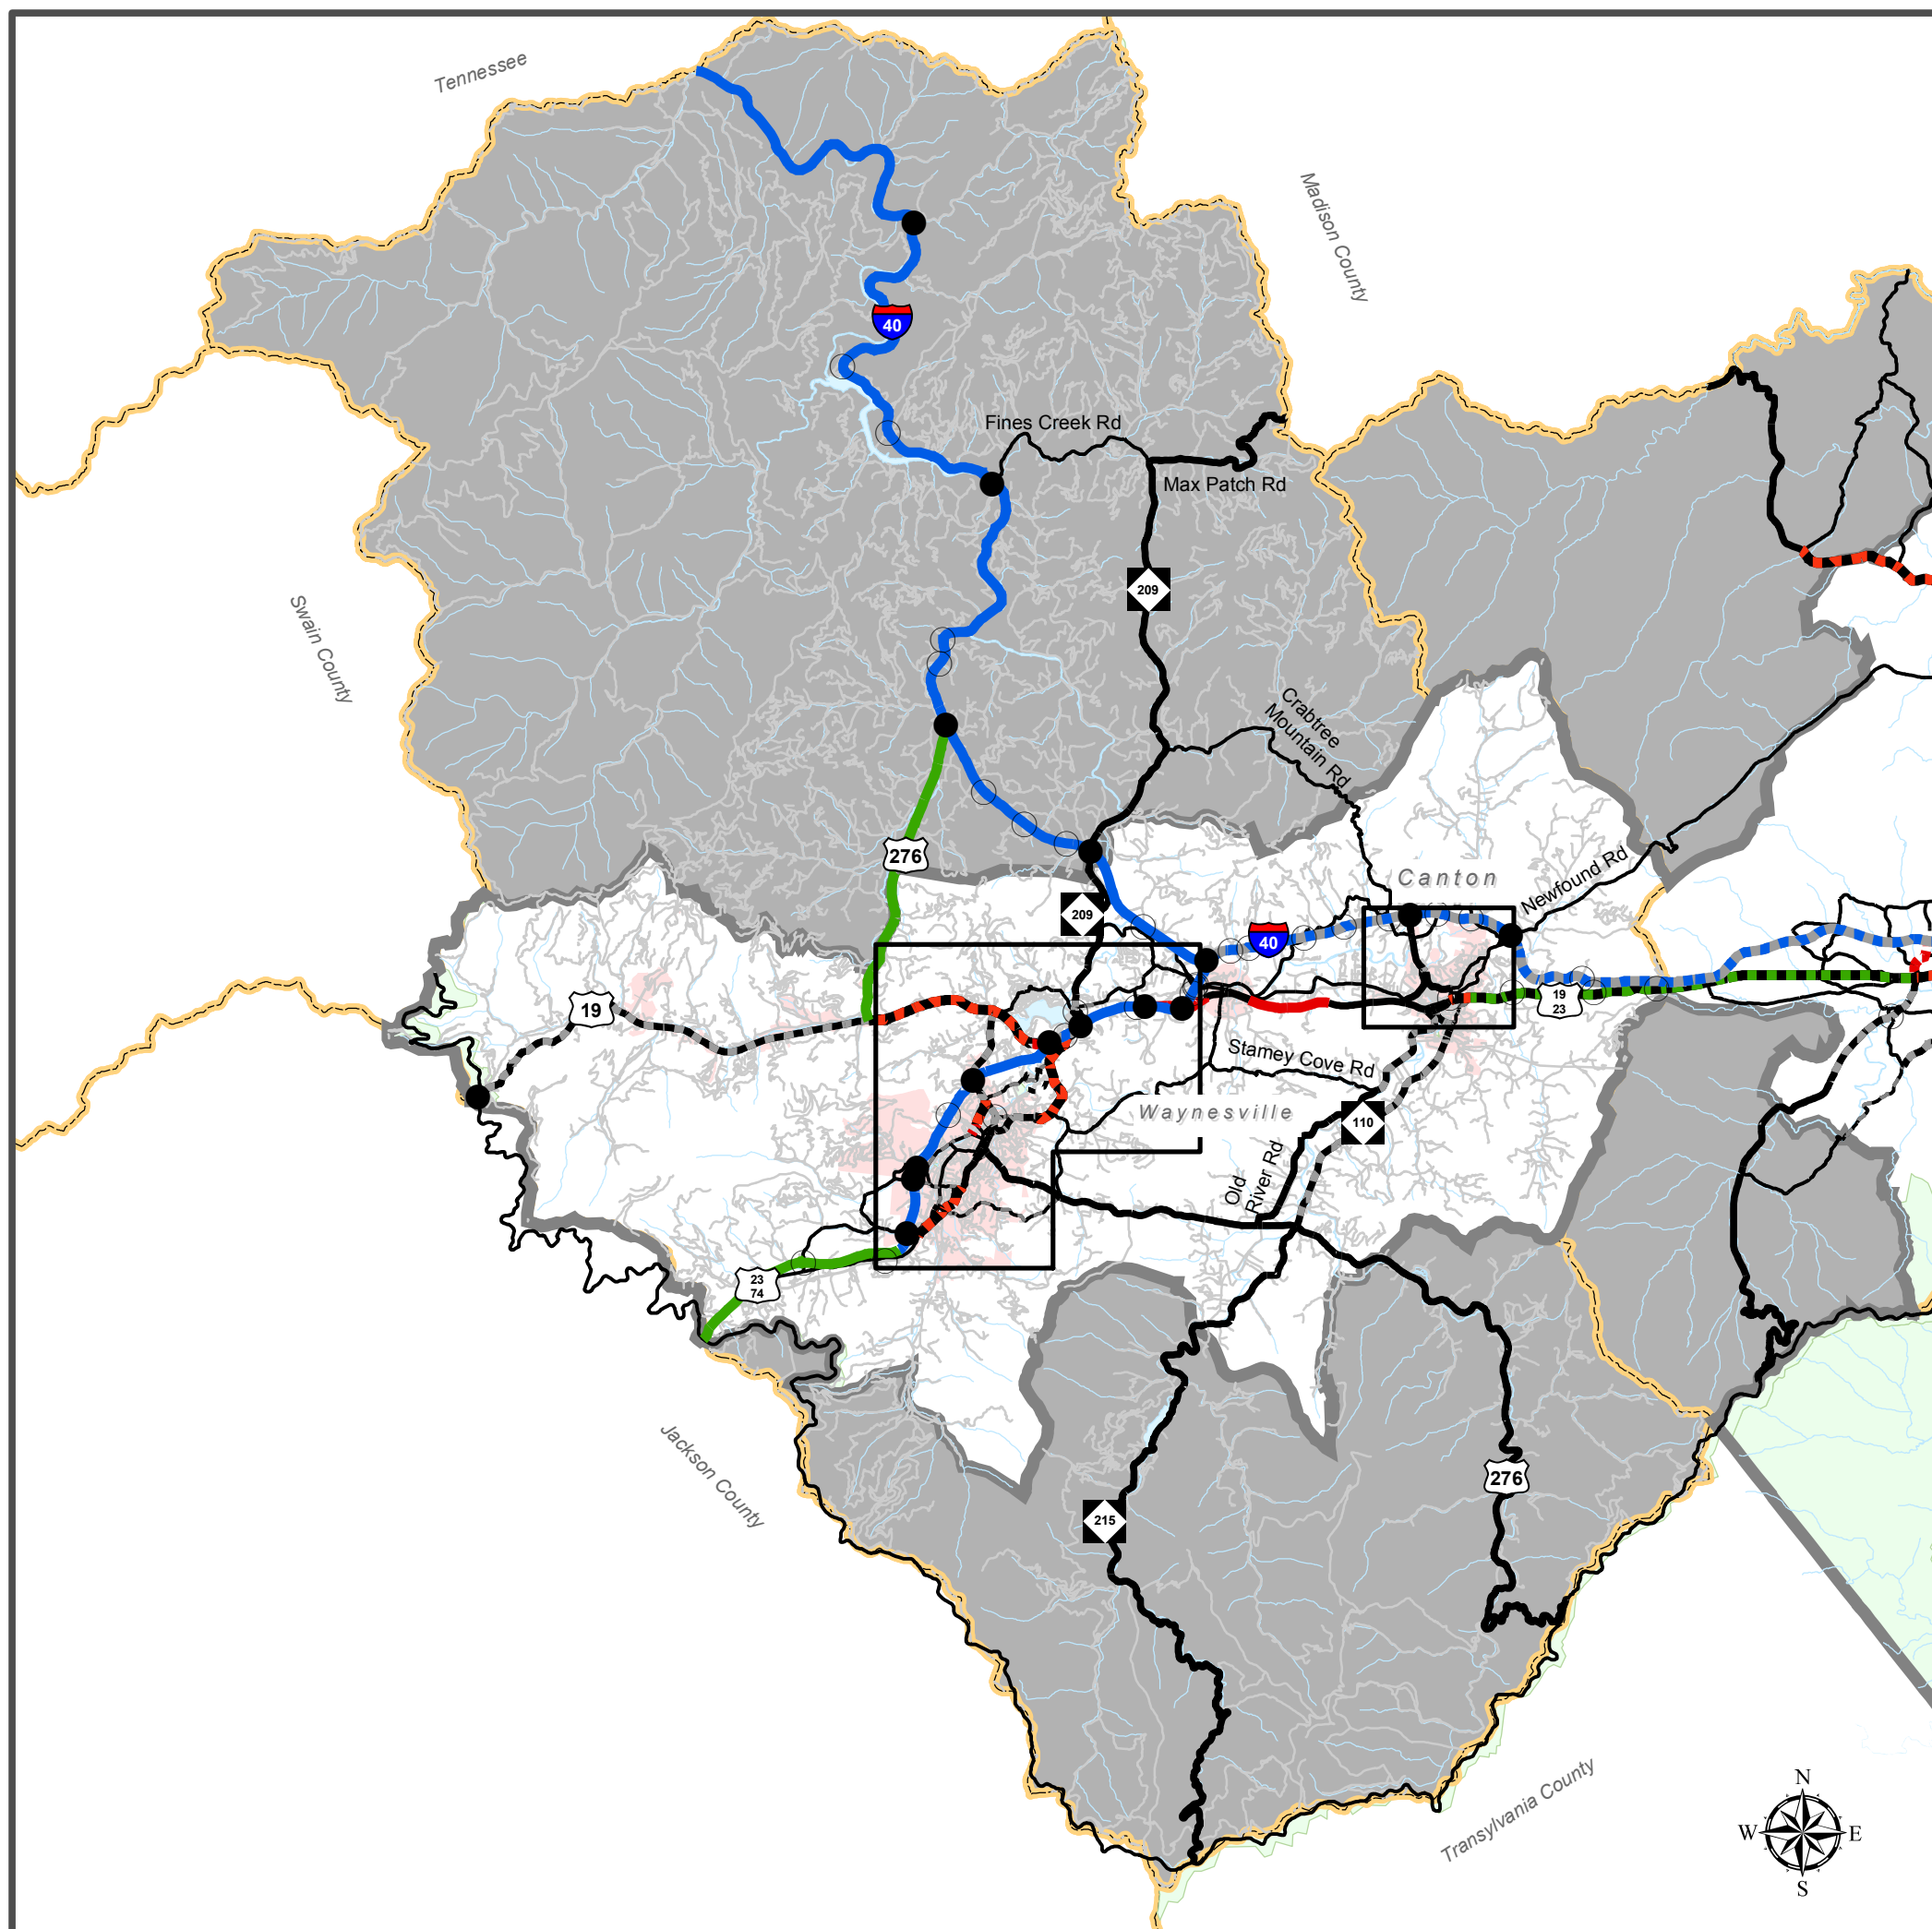 Tennessee
Madison County
40
Fines Creek Rd
Max Patch Rd
209
Swain County
Crabtree
Mountain Rd
276
Canton
Newfound Rd
209
40
19
19
23
Stamey Cove Rd
Waynesville
110
Old
River Rd
23
74
Jackson County
276
215
Transylvania County
N
W
E
S